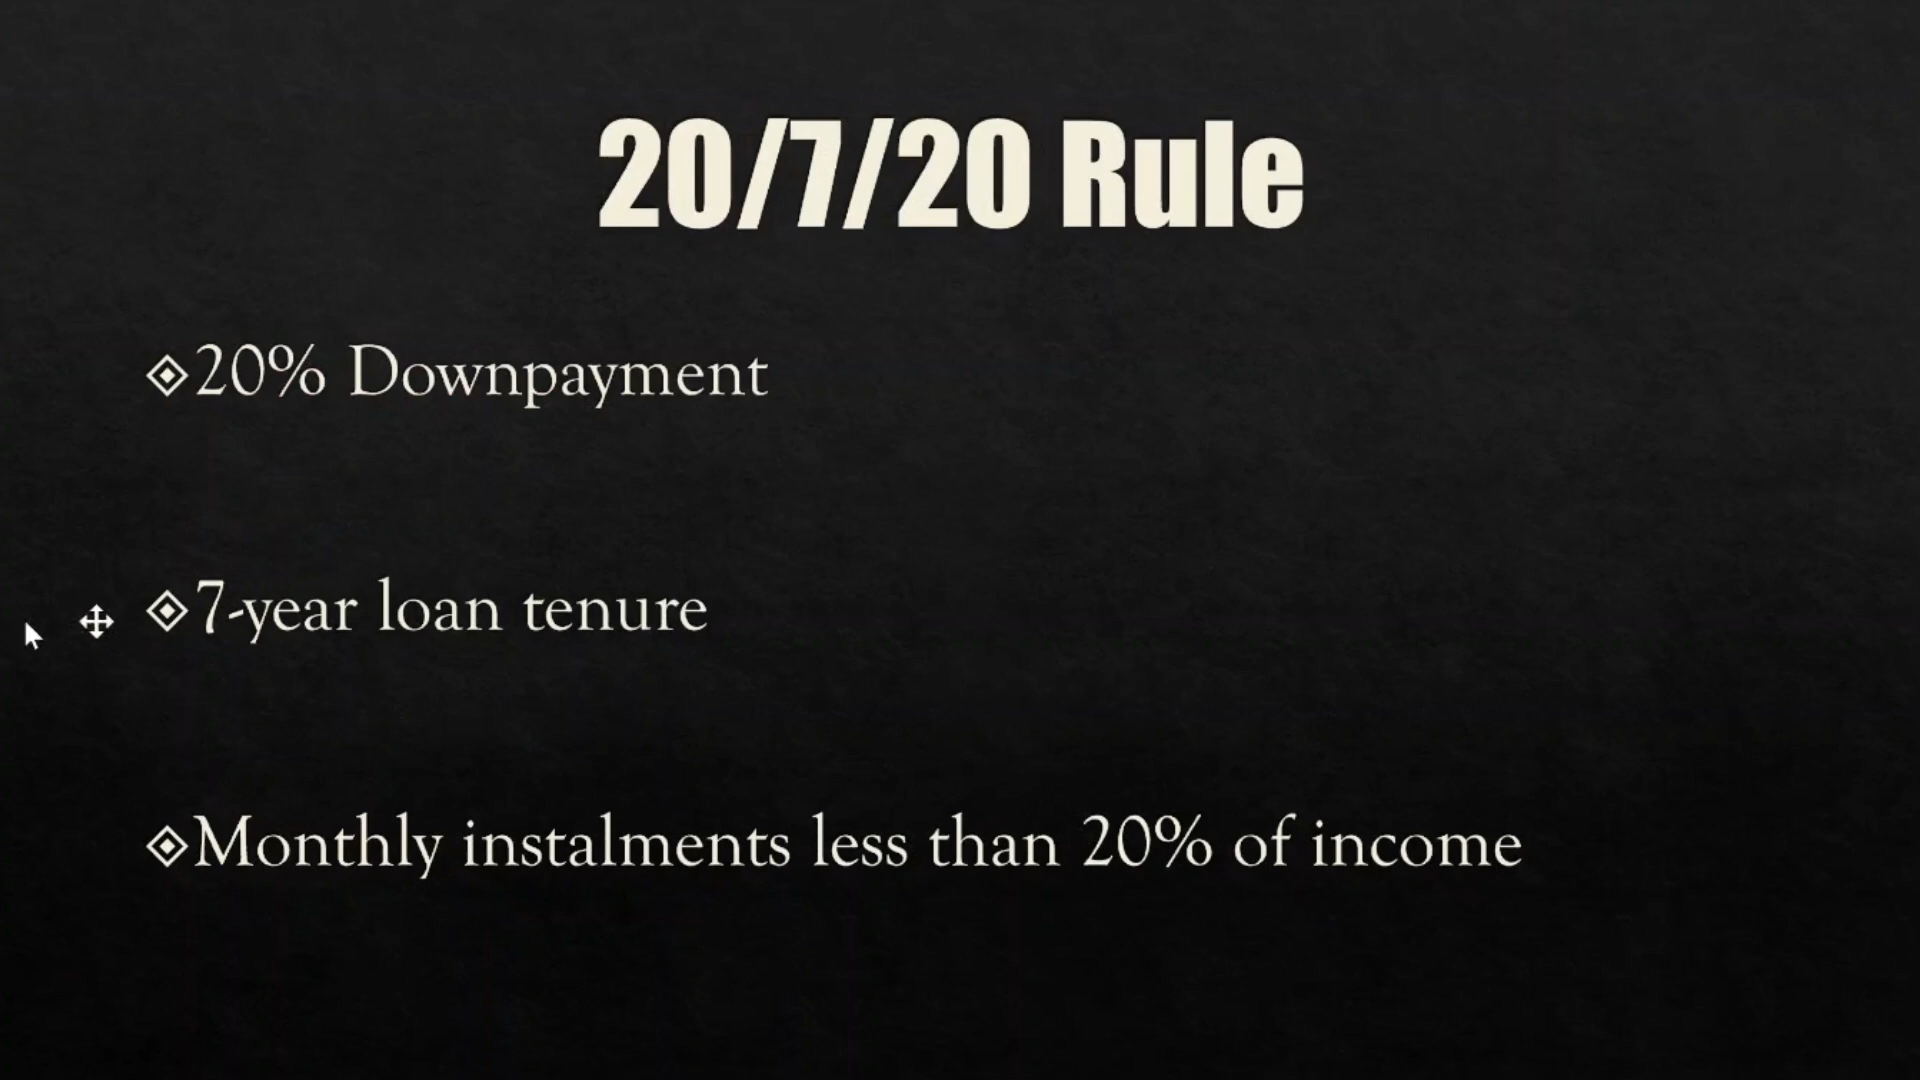 20/7/20 Rule
20% Downpayment
7-year loan tenure
Monthly instalments less than 20% of income